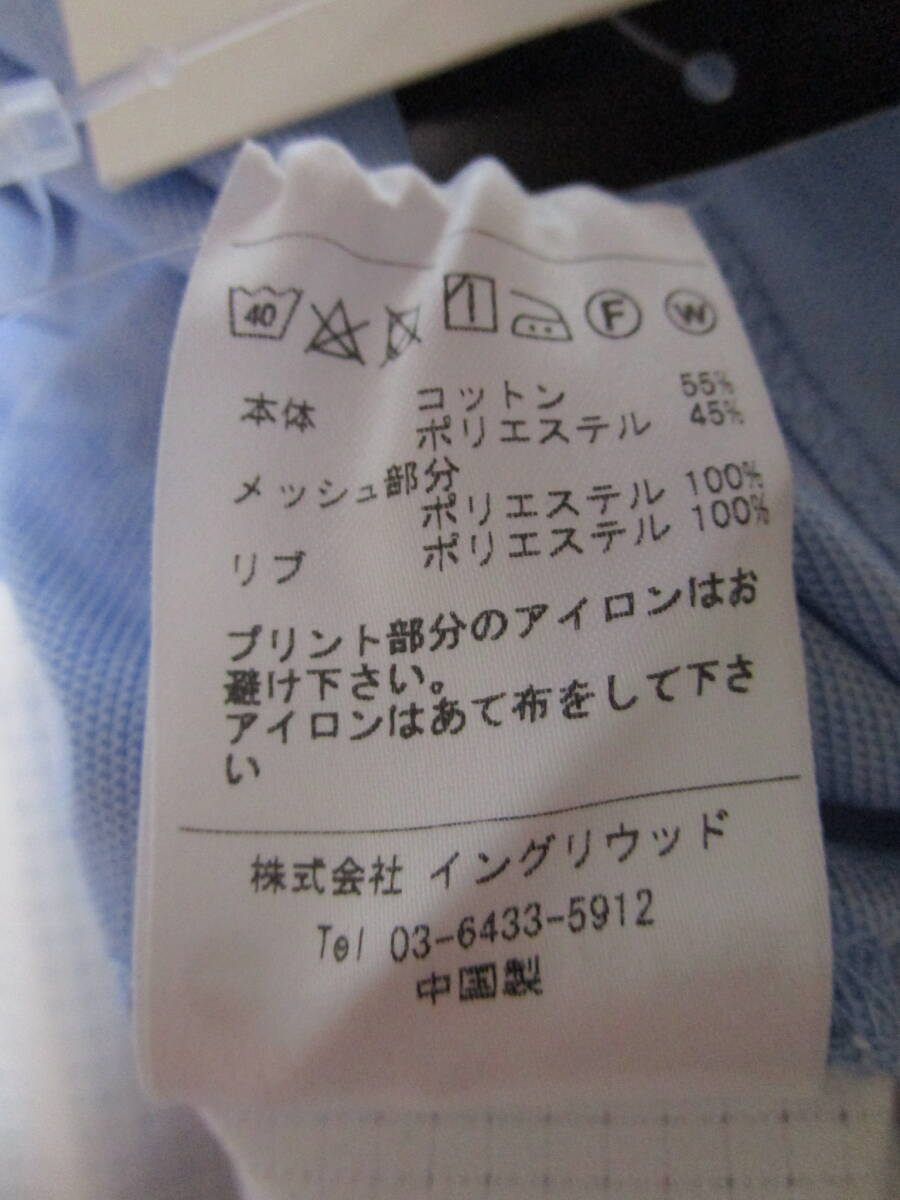 40 F W
本体 コットン 55%
ポリエステル 45%
メッシュ部分
ポリエステル 100%
リブ ポリエステル 100%
プリント部分のアイロンはお
避け下さい。
アイロンはあて布をして下さ
い
株式会社 イングリウッド
Tel 03-6433-5912
中国製